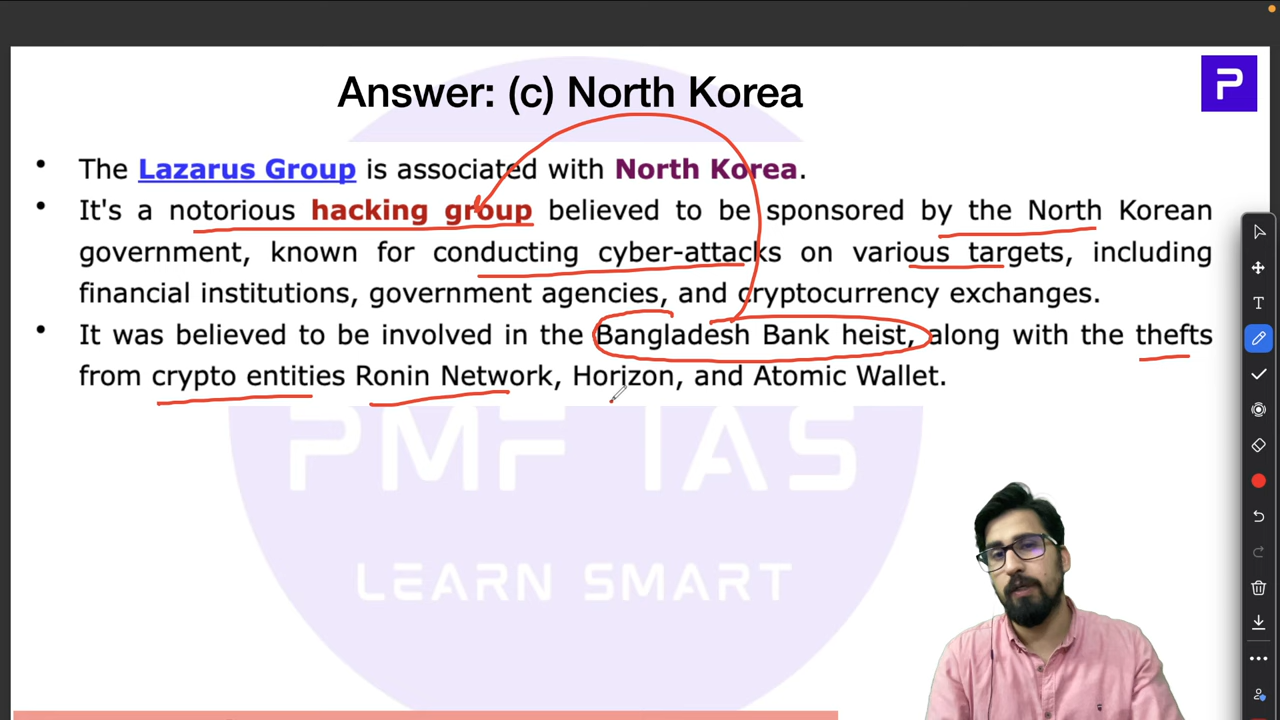 Answer: (c) North Korea
P
• The Lazarus Group is associated with North Korea.
• It's a notorious hacking group believed to be sponsored by the North Korean
government, known for conducting cyber-attacks on various targets, including
financial institutions, government agencies, and cryptocurrency exchanges.
• It was believed to be involved in the Bangladesh Bank heist, along with the thefts
from crypto entities Ronin Network, Horizon, and Atomic Wallet.
PMF IAS
LEARN SMART
T